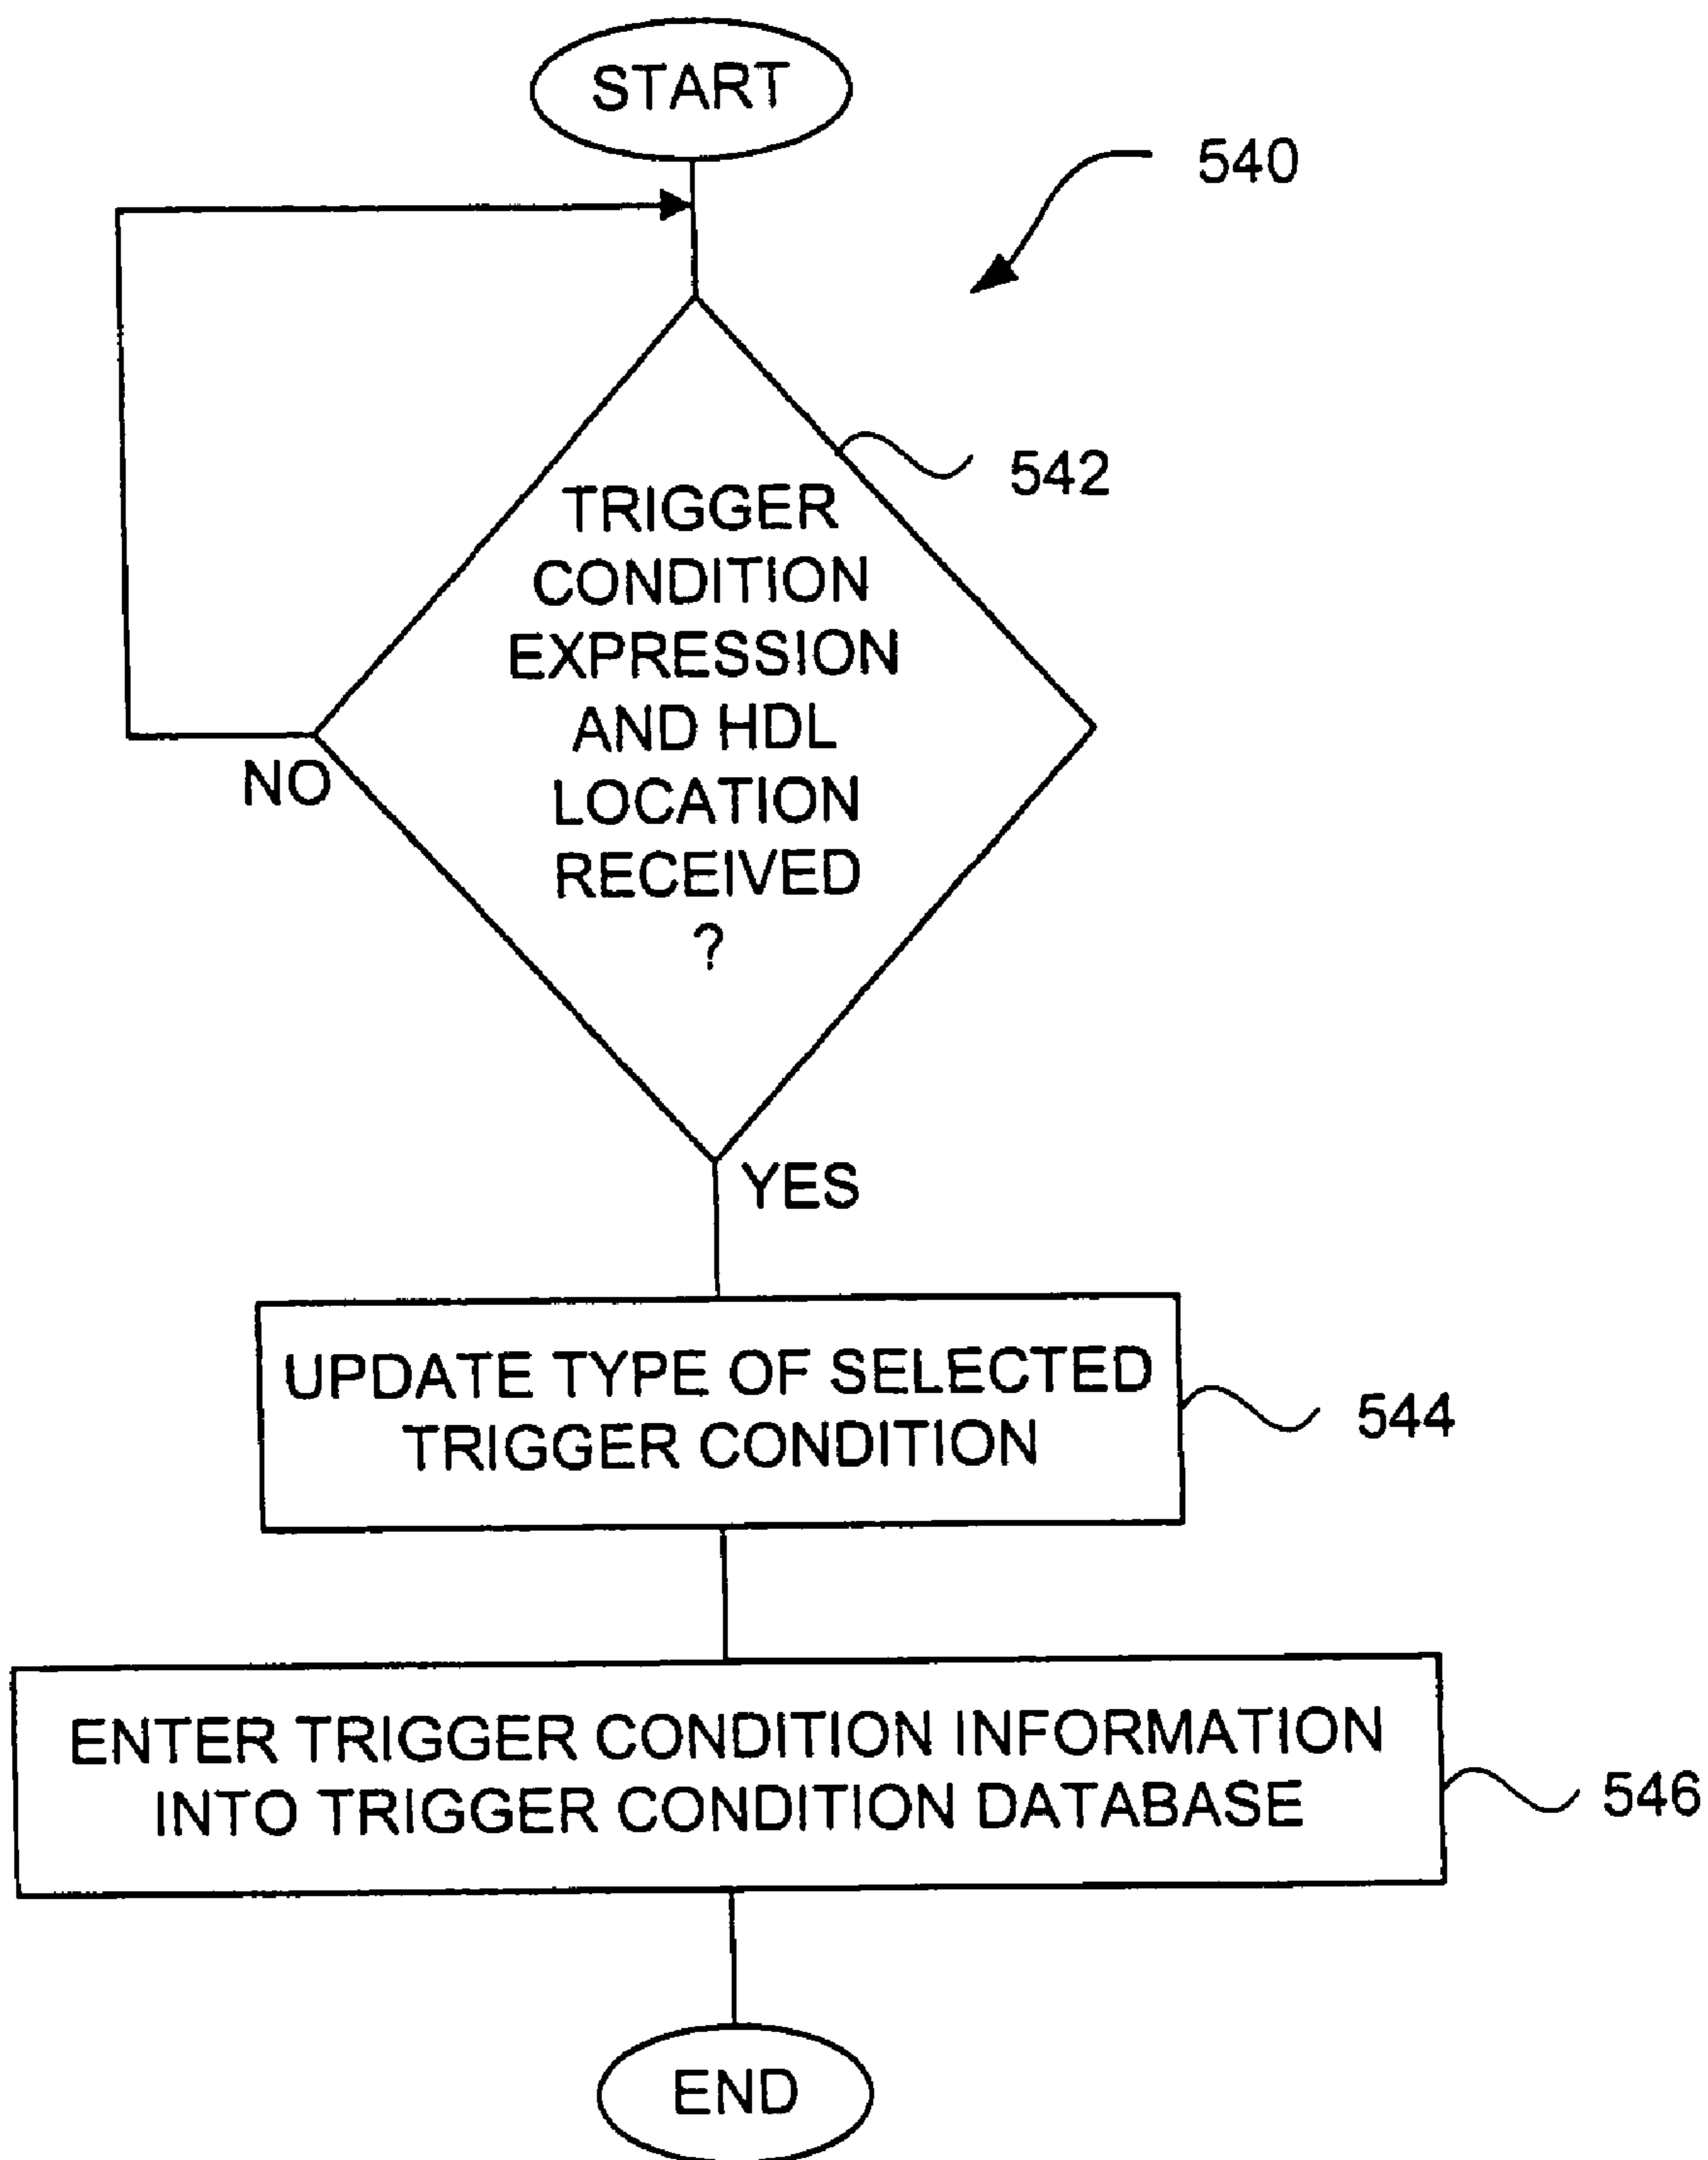 START
540
542
TRIGGER
CONDITION
EXPRESSION
AND HDL
LOCATION
RECEIVED
?
NO
YES
UPDATE TYPE OF SELECTED
TRIGGER CONDITION
544
ENTER TRIGGER CONDITION INFORMATION
INTO TRIGGER CONDITION DATABASE
546
END